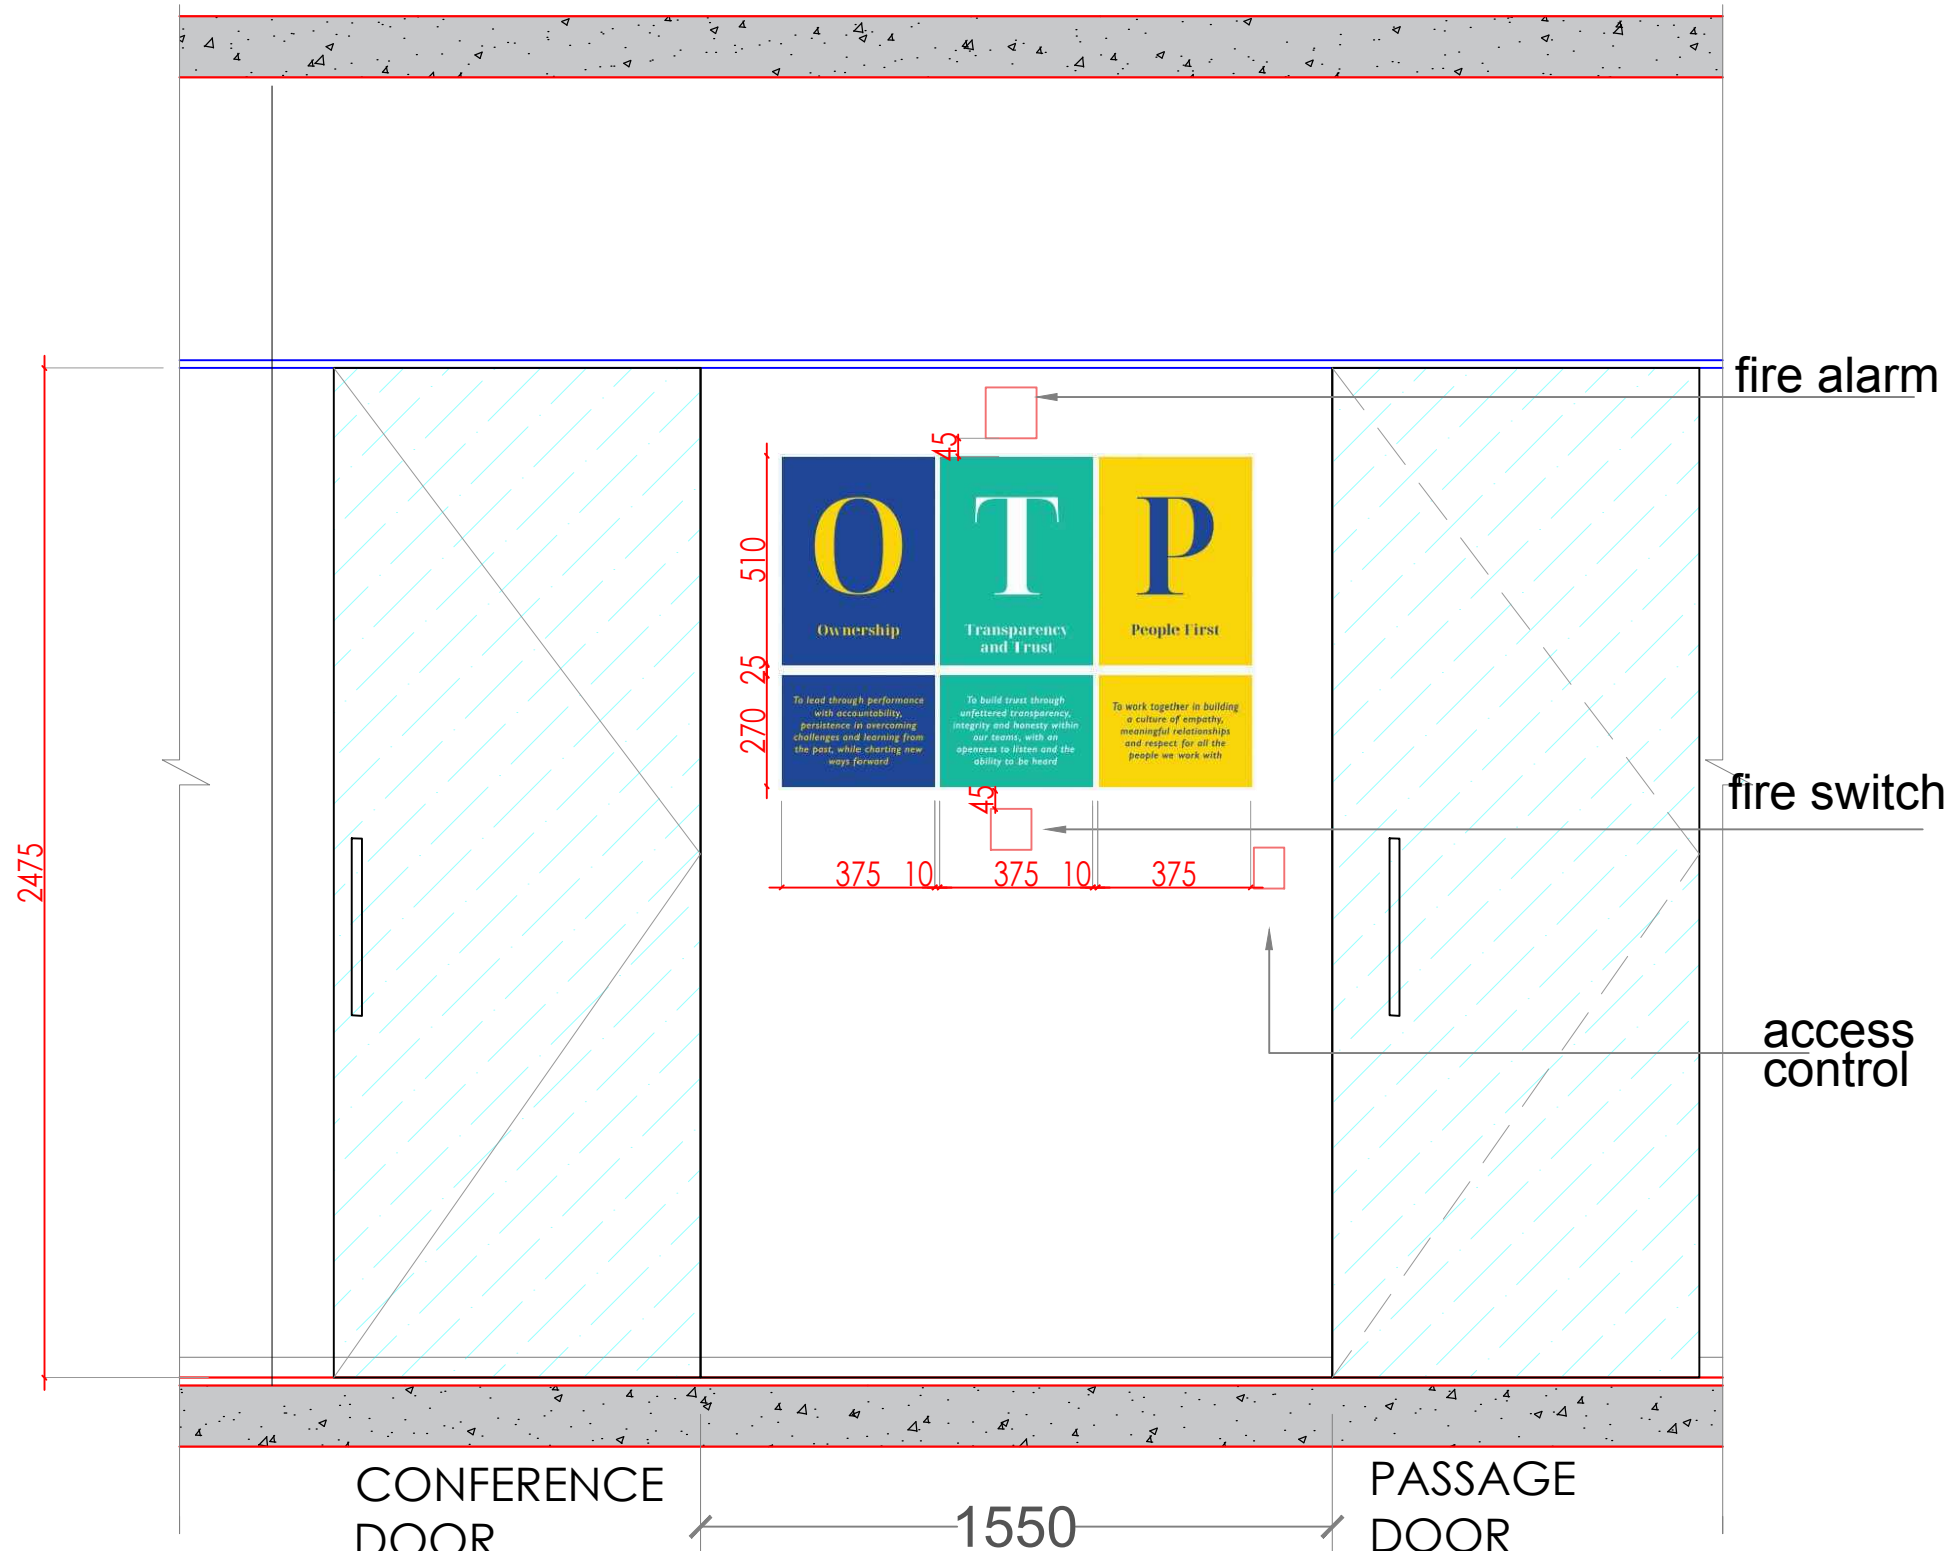 fire alarm
45
510
25
270
O
Ownership
T
Transparency
and Trust
P
People First
To lead through performance
with accountability,
persistence in overcoming
challenges and learning from
the past, while charting new
ways forward
To build trust through
unfettered transparency,
integrity and honesty within
our teams, with an
openness to listen and the
ability to be heard
To work together in building
a culture of empathy,
meaningful relationships
and respect for all the
people we work with
45
fire switch
375 10 375 10 375
2475
access
control
CONFERENCE
DOOR
1550
PASSAGE
DOOR